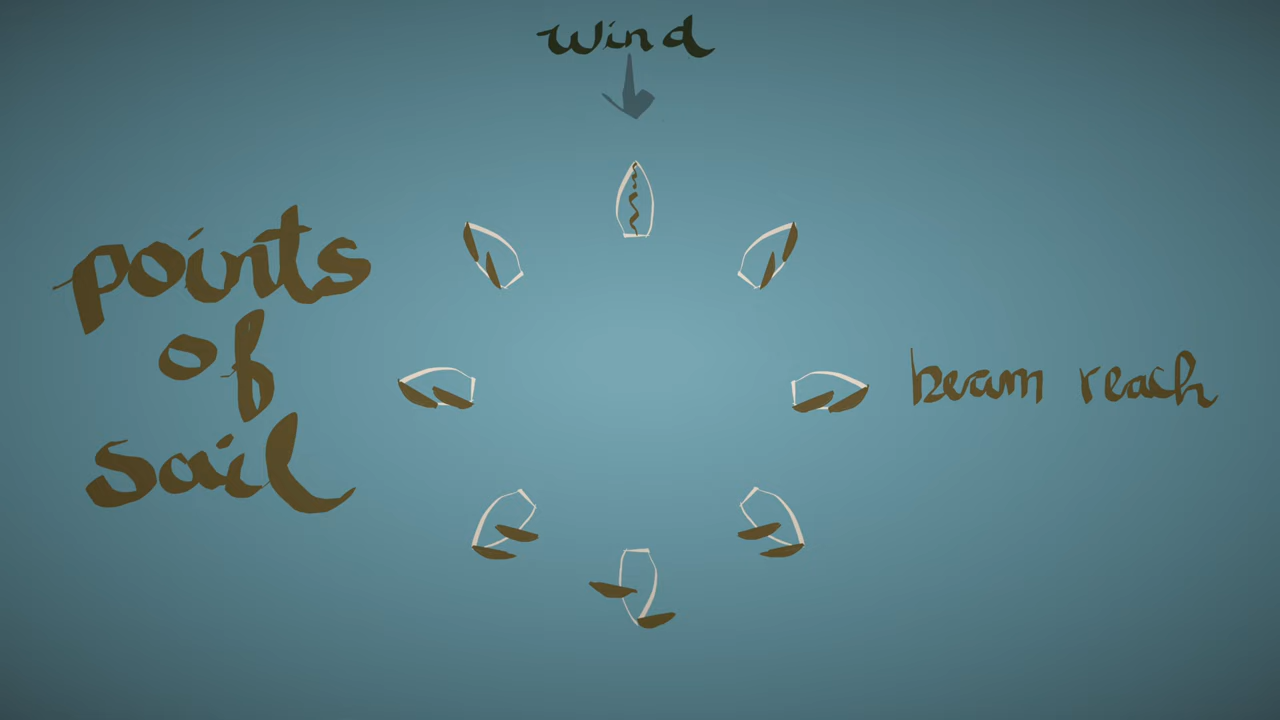 Wind
points
of
sail
beam reach